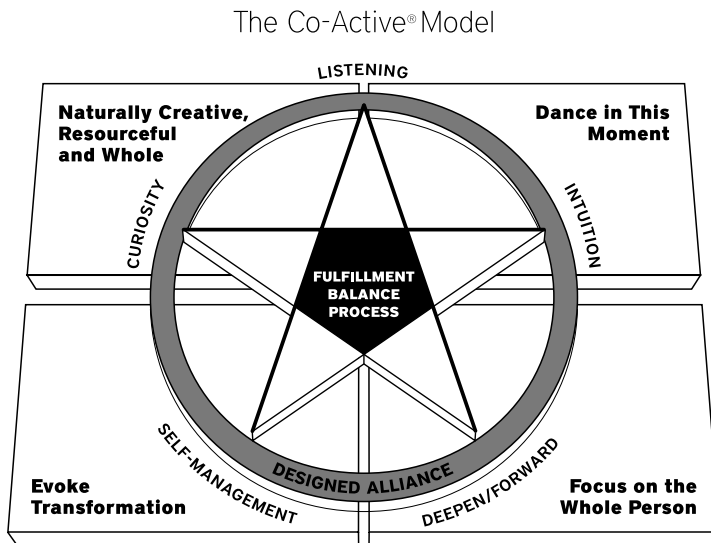 The Co-Active® Model
LISTENING
Naturally Creative,
Resourceful
and Whole
Dance in This
Moment
CURIOSITY
INTUITION
FULFILLMENT
BALANCE
PROCESS
SELF-MANAGEMENT
DESIGNED ALLIANCE
DEEPEN/FORWARD
Evoke
Transformation
Focus on the
Whole Person